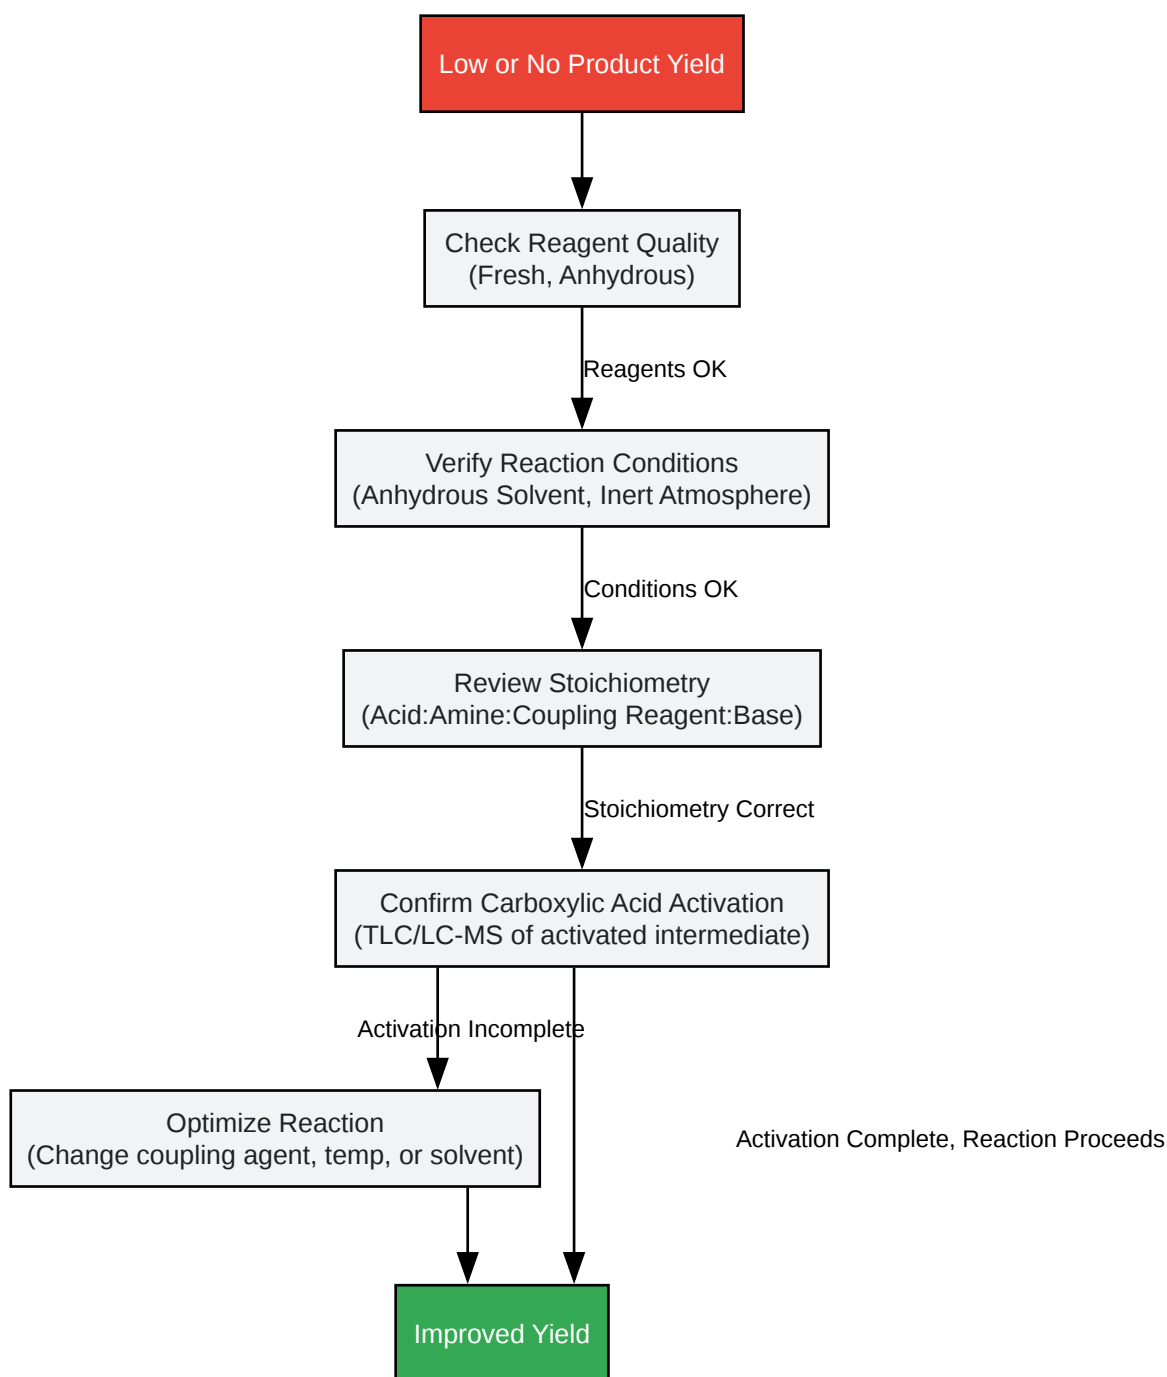 Low or No Product Yield
Check Reagent Quality
(Fresh, Anhydrous)
Reagents OK
Verify Reaction Conditions
(Anhydrous Solvent, Inert Atmosphere)
Conditions OK
Review Stoichiometry
(Acid:Amine:Coupling Reagent:Base)
Stoichiometry Correct
Confirm Carboxylic Acid Activation
(TLC/LC-MS of activated intermediate)
Activation Incomplete
Optimize Reaction
(Change coupling agent, temp, or solvent)
Activation Complete, Reaction Proceeds
Improved Yield